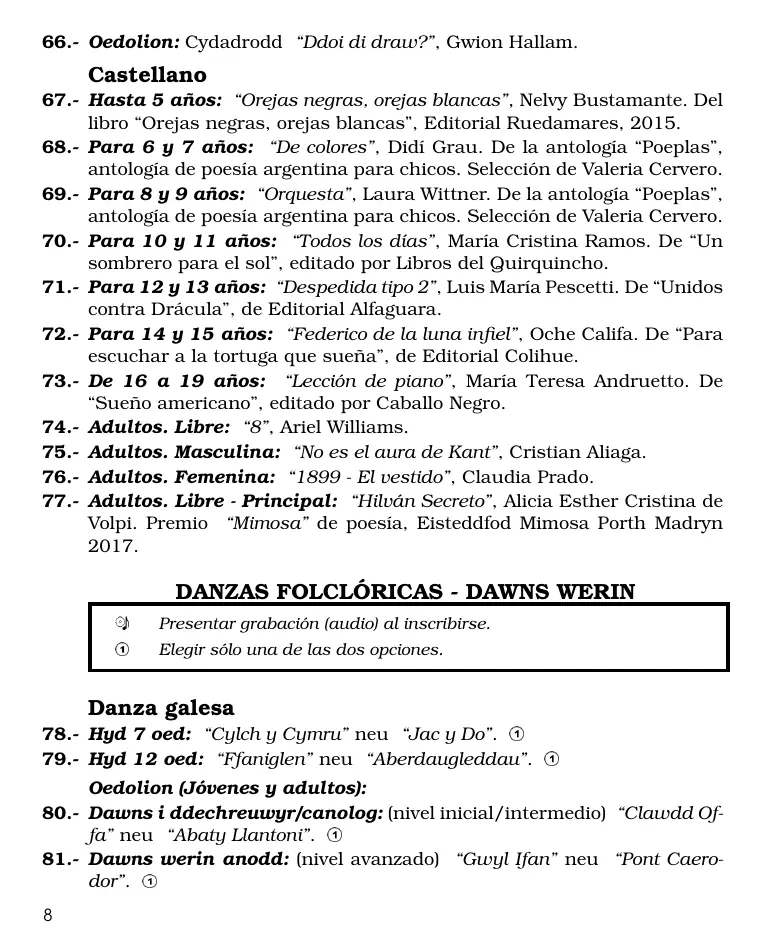 66.- Oedolion: Cydadrodd “Ddoi di draw?”, Gwion Hallam.
Castellano
67.- Hasta 5 años: “Orejas negras, orejas blancas”, Nelvy Bustamante. Del
libro “Orejas negras, orejas blancas”, Editorial Ruedamares, 2015.
68.- Para 6 y 7 años: “De colores”, Didí Grau. De la antología “Poeplas”,
antología de poesía argentina para chicos. Selección de Valeria Cervero.
69.- Para 8 y 9 años: “Orquesta”, Laura Wittner. De la antología “Poeplas”,
antología de poesía argentina para chicos. Selección de Valeria Cervero.
70.- Para 10 y 11 años: “Todos los días”, María Cristina Ramos. De “Un
sombrero para el sol”, editado por Libros del Quirquincho.
71.- Para 12 y 13 años: “Despedida tipo 2”, Luis María Pescetti. De “Unidos
contra Drácula”, de Editorial Alfaguara.
72.- Para 14 y 15 años: “Federico de la luna infiel”, Oche Califa. De “Para
escuchar a la tortuga que sueña”, de Editorial Colihue.
73.- De 16 a 19 años: “Lección de piano”, María Teresa Andruetto. De
“Sueño americano”, editado por Caballo Negro.
74.- Adultos. Libre: “8”, Ariel Williams.
75.- Adultos. Masculina: “No es el aura de Kant”, Cristian Aliaga.
76.- Adultos. Femenina: “1899 - El vestido”, Claudia Prado.
77.- Adultos. Libre - Principal: “Hilván Secreto”, Alicia Esther Cristina de
Volpi. Premio “Mimosa” de poesía, Eisteddfod Mimosa Porth Madryn
2017.
DANZAS FOLCLÓRICAS - DAWNS WERIN
Presentar grabación (audio) al inscribirse.
① Elegir sólo una de las dos opciones.
Danza galesa
78.- Hyd 7 oed: “Cylch y Cymru” neu “Jac y Do”. ①
79.- Hyd 12 oed: “Ffaniglen” neu “Aberdaugleddau”. ①
Oedolion (Jóvenes y adultos):
80.- Dawns i ddechreuwyr/canolog: (nivel inicial/intermedio) “Clawdd Of-
fa” neu “Abaty Llantoni”. ①
81.- Dawns werin anodd: (nivel avanzado) “Gwyl Ifan” neu “Pont Caero-
dor”. ①
8